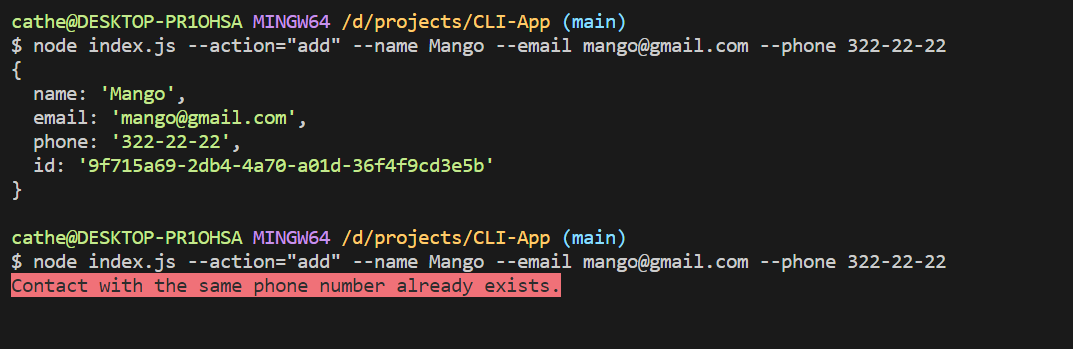 cathe@DESKTOP-PR1OHSA MINGW64 /d/projects/CLI-App (main)
$ node index.js --action="add" --name Mango --email mango@gmail.com --phone 322-22-22
{
  name: 'Mango',
  email: 'mango@gmail.com',
  phone: '322-22-22',
  id: '9f715a69-2db4-4a70-a01d-36f4f9cd3e5b'
}
cathe@DESKTOP-PR1OHSA MINGW64 /d/projects/CLI-App (main)
$ node index.js --action="add" --name Mango --email mango@gmail.com --phone 322-22-22
Contact with the same phone number already exists.